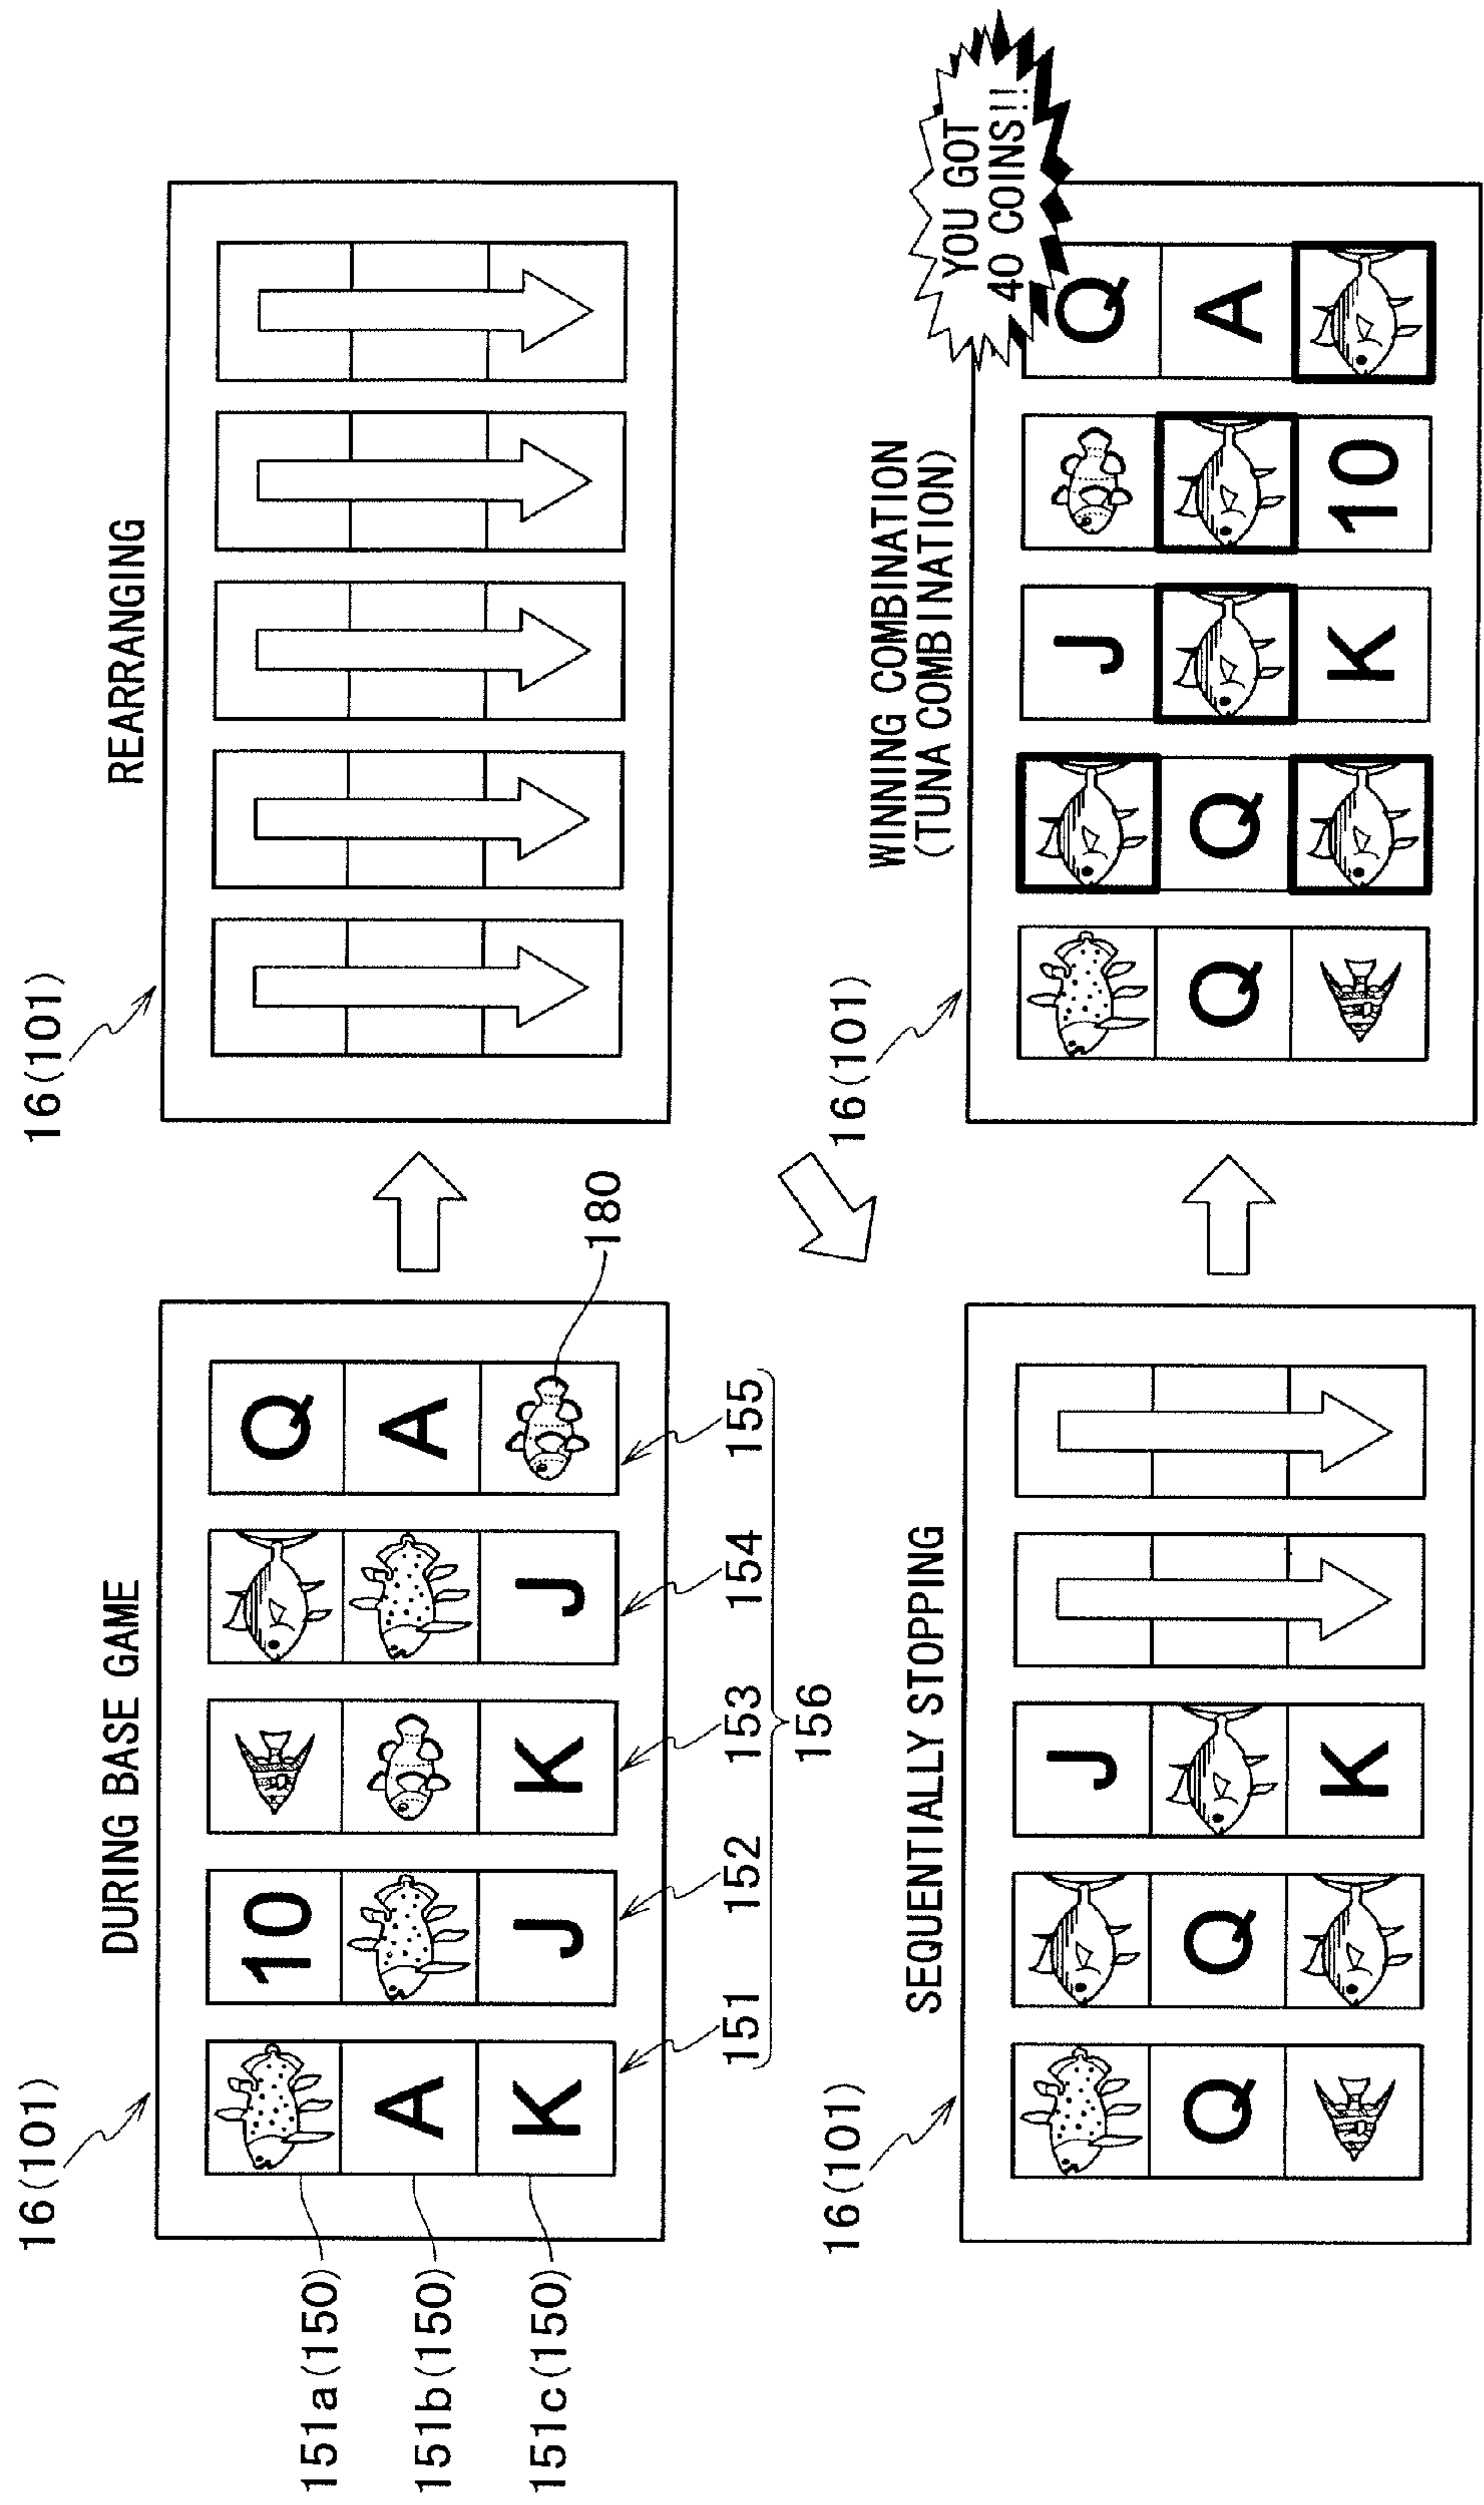 DURING BASE GAME
16(101)
Q
A
180
J
K
10
J
A
K
151a(150)
151b(150)
151c(150)
151 152 153 154 155
156
REARRANGING
16(101)
SEQUENTIALLY STOPPING
16(101)
Q
Q
J
K
WINNING COMBINATION
(TUNA COMBINATION)
16(101)
YOU GOT
40 COINS!!!
J
Q
Q
Q
A
K
10